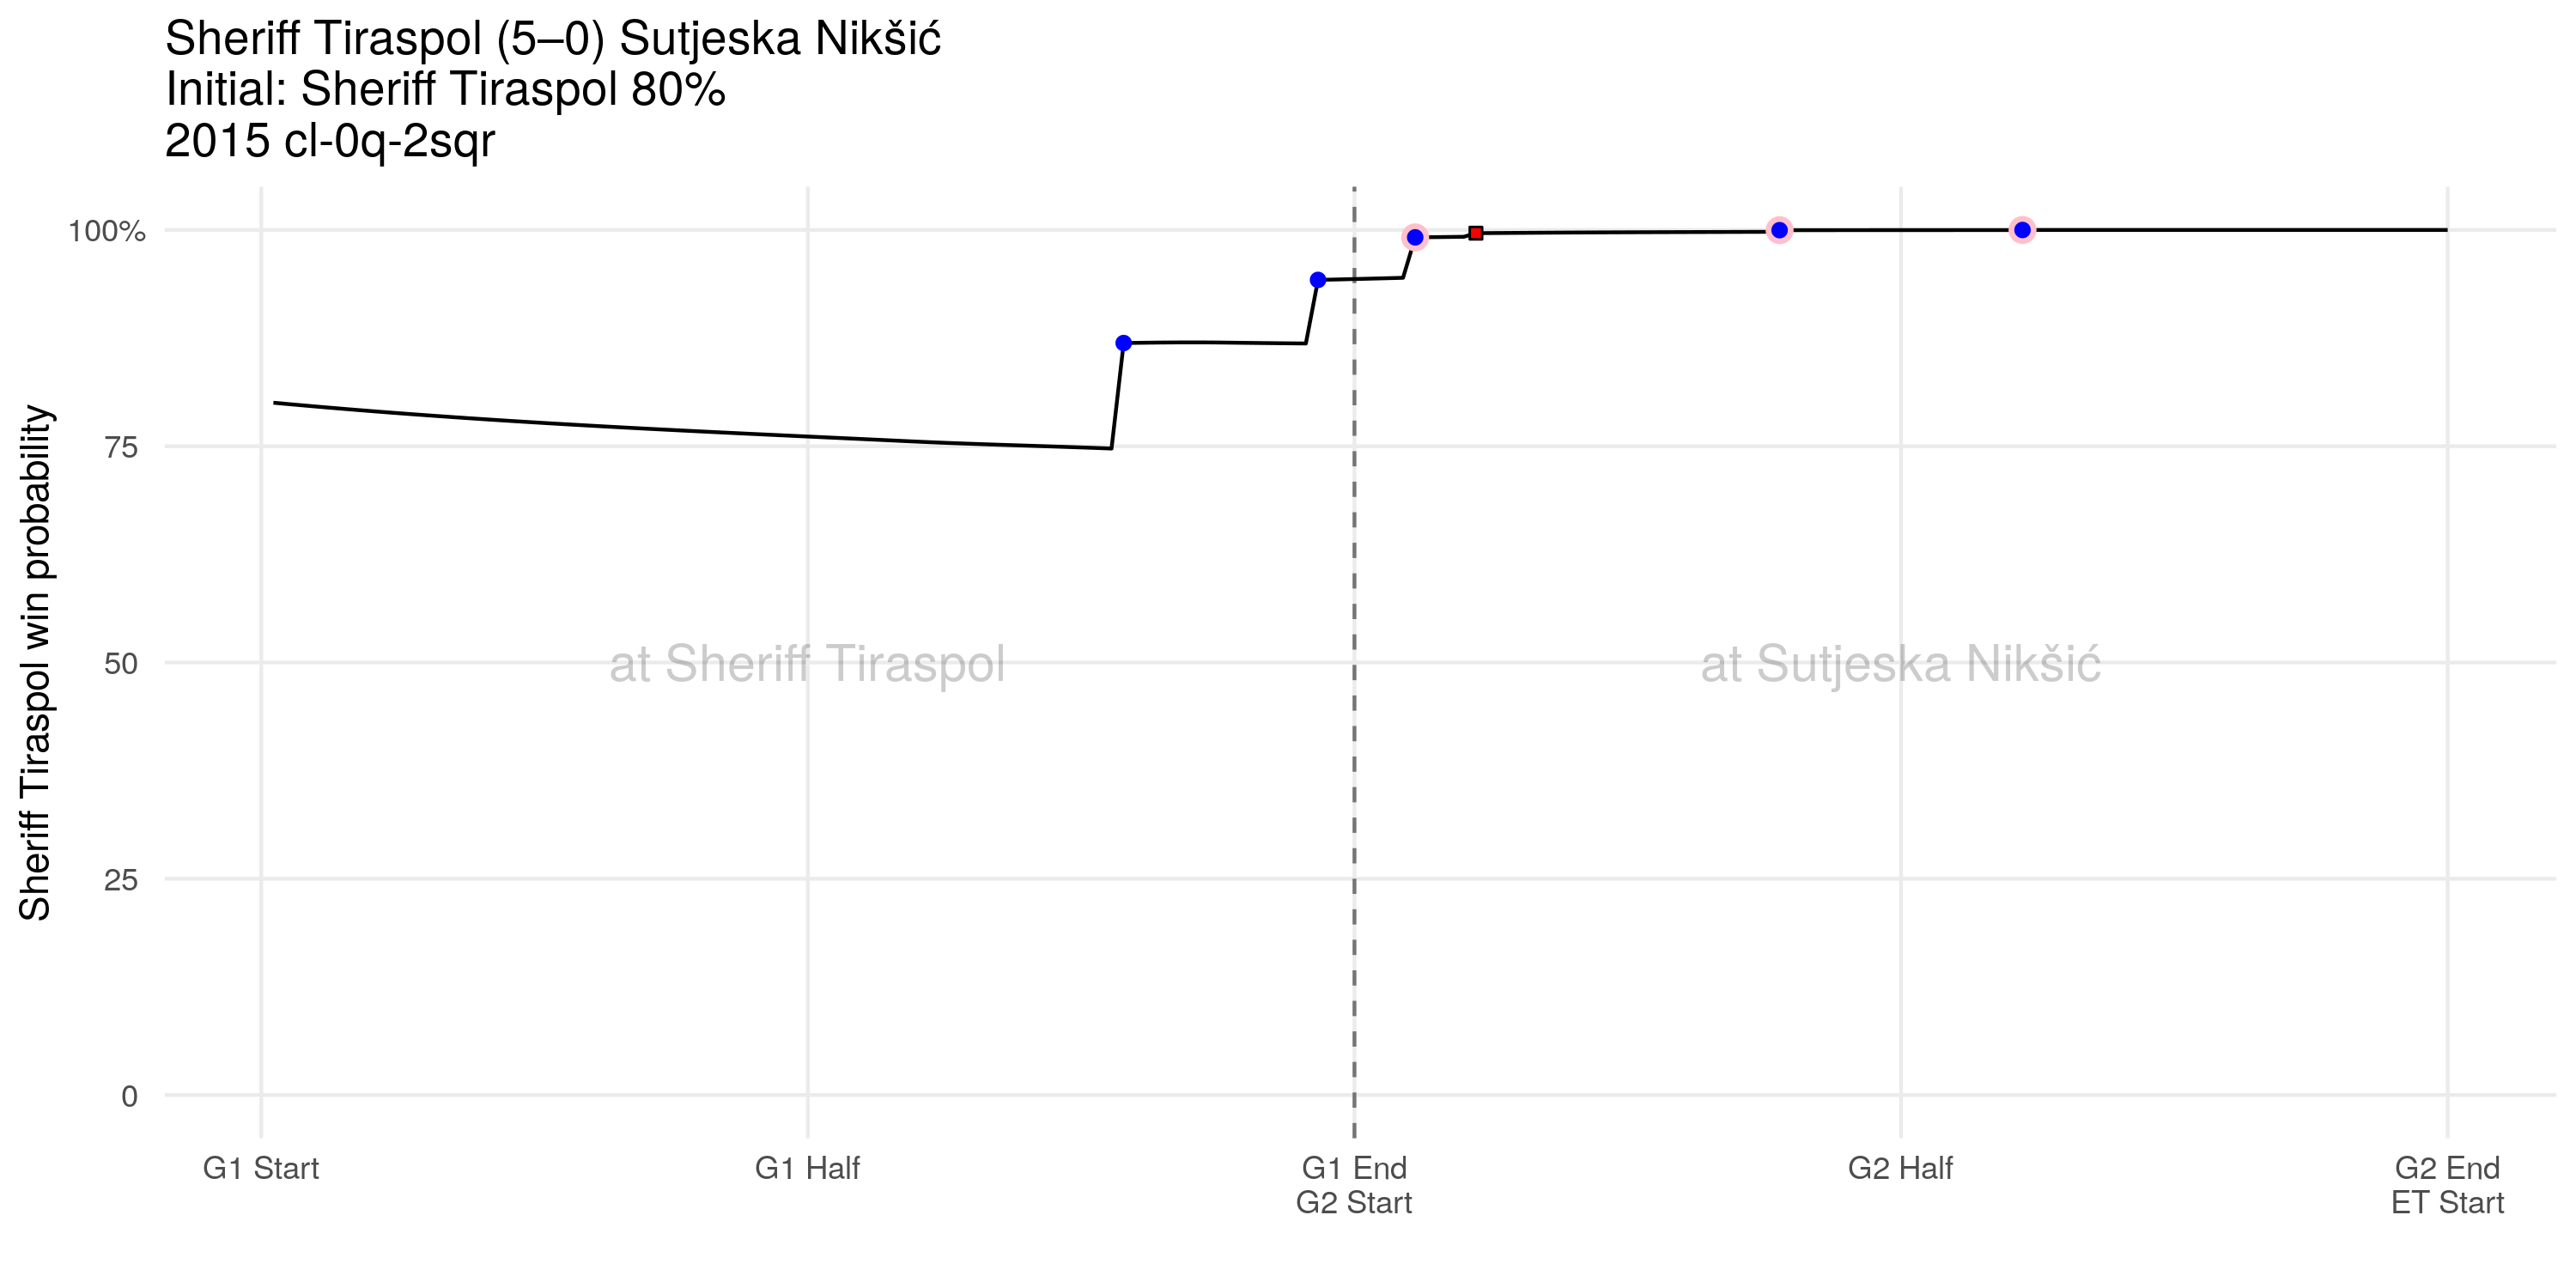 Sheriff Tiraspol (5–0) Sutjeska Nikšić
Initial: Sheriff Tiraspol 80%
2015 cl-0q-2sqr
Sheriff Tiraspol win probability
100%
75
50
25
0
at Sheriff Tiraspol
at Sutjeska Nikšić
G1 Start
G1 Half
G1 End
G2 Start
G2 Half
G2 End
ET Start